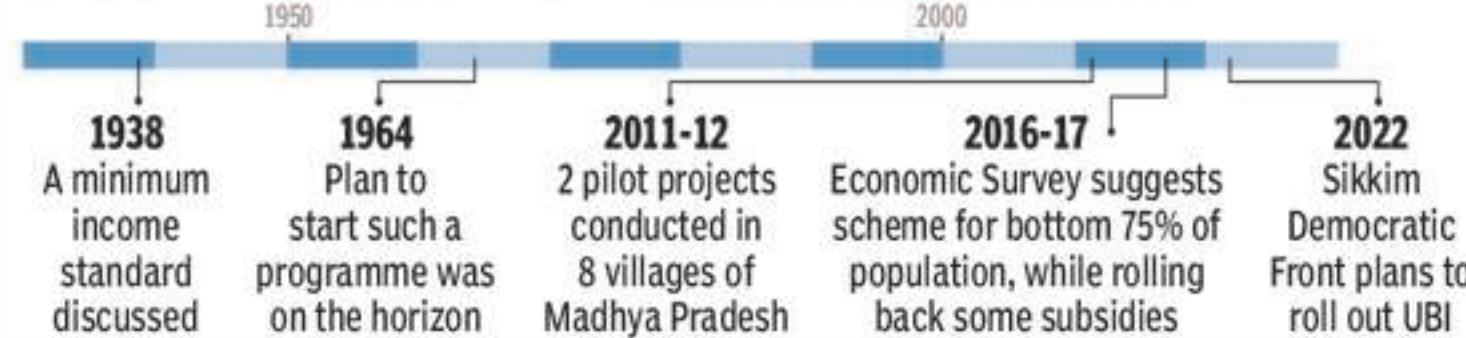 1950
2000
1938
A minimum
income
standard
discussed
1964
Plan to
start such a
programme was
on the horizon
2011-12
2 pilot projects
conducted in
8 villages of
Madhya Pradesh
2016-17
Economic Survey suggests
scheme for bottom 75% of
population, while rolling
back some subsidies
2022
Sikkim
Democratic
Front plans to
roll out UBI